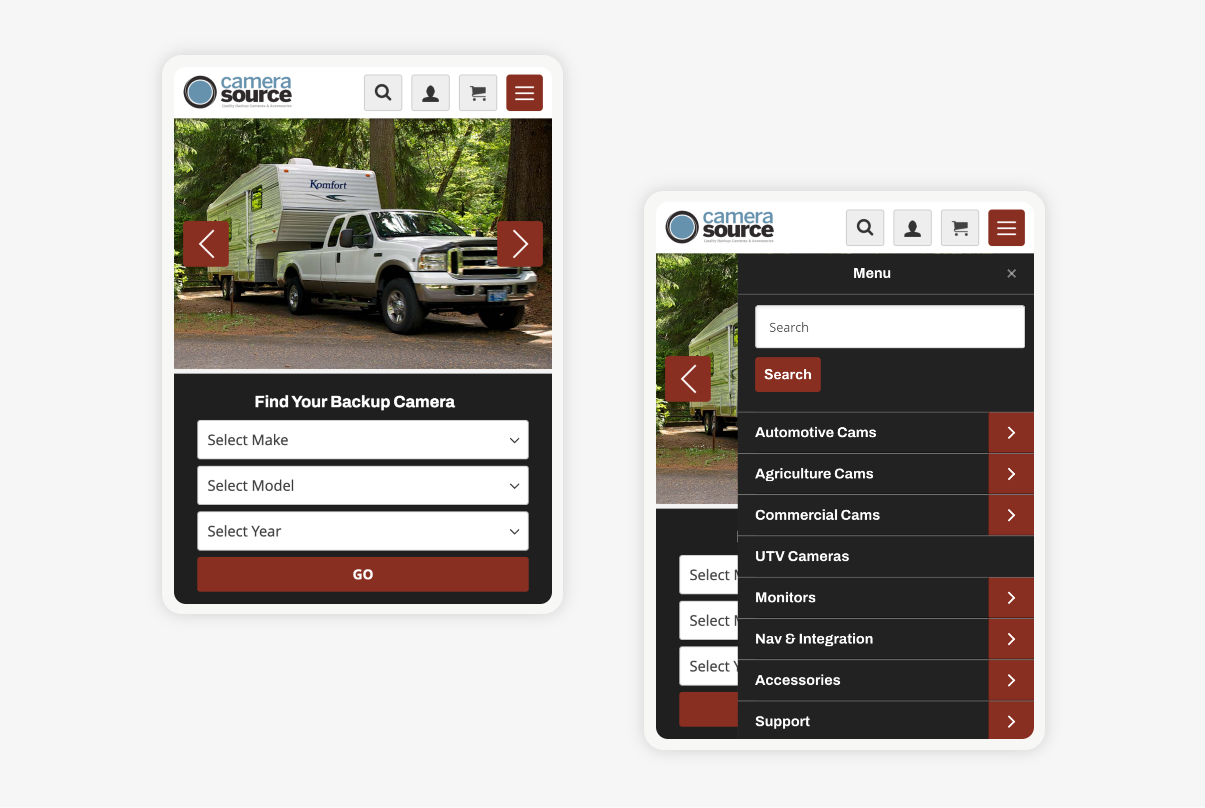 camera
source
Quality Backup Cameras & Accessories
Komfort
Find Your Backup Camera
Select Make
Select Model
Select Year
GO
camera
source
Quality Backup Cameras & Accessories
Menu
×
Search
Search
Automotive Cams
Agriculture Cams
Commercial Cams
UTV Cameras
Monitors
Nav & Integration
Accessories
Support
Select M
Select M
Select Y